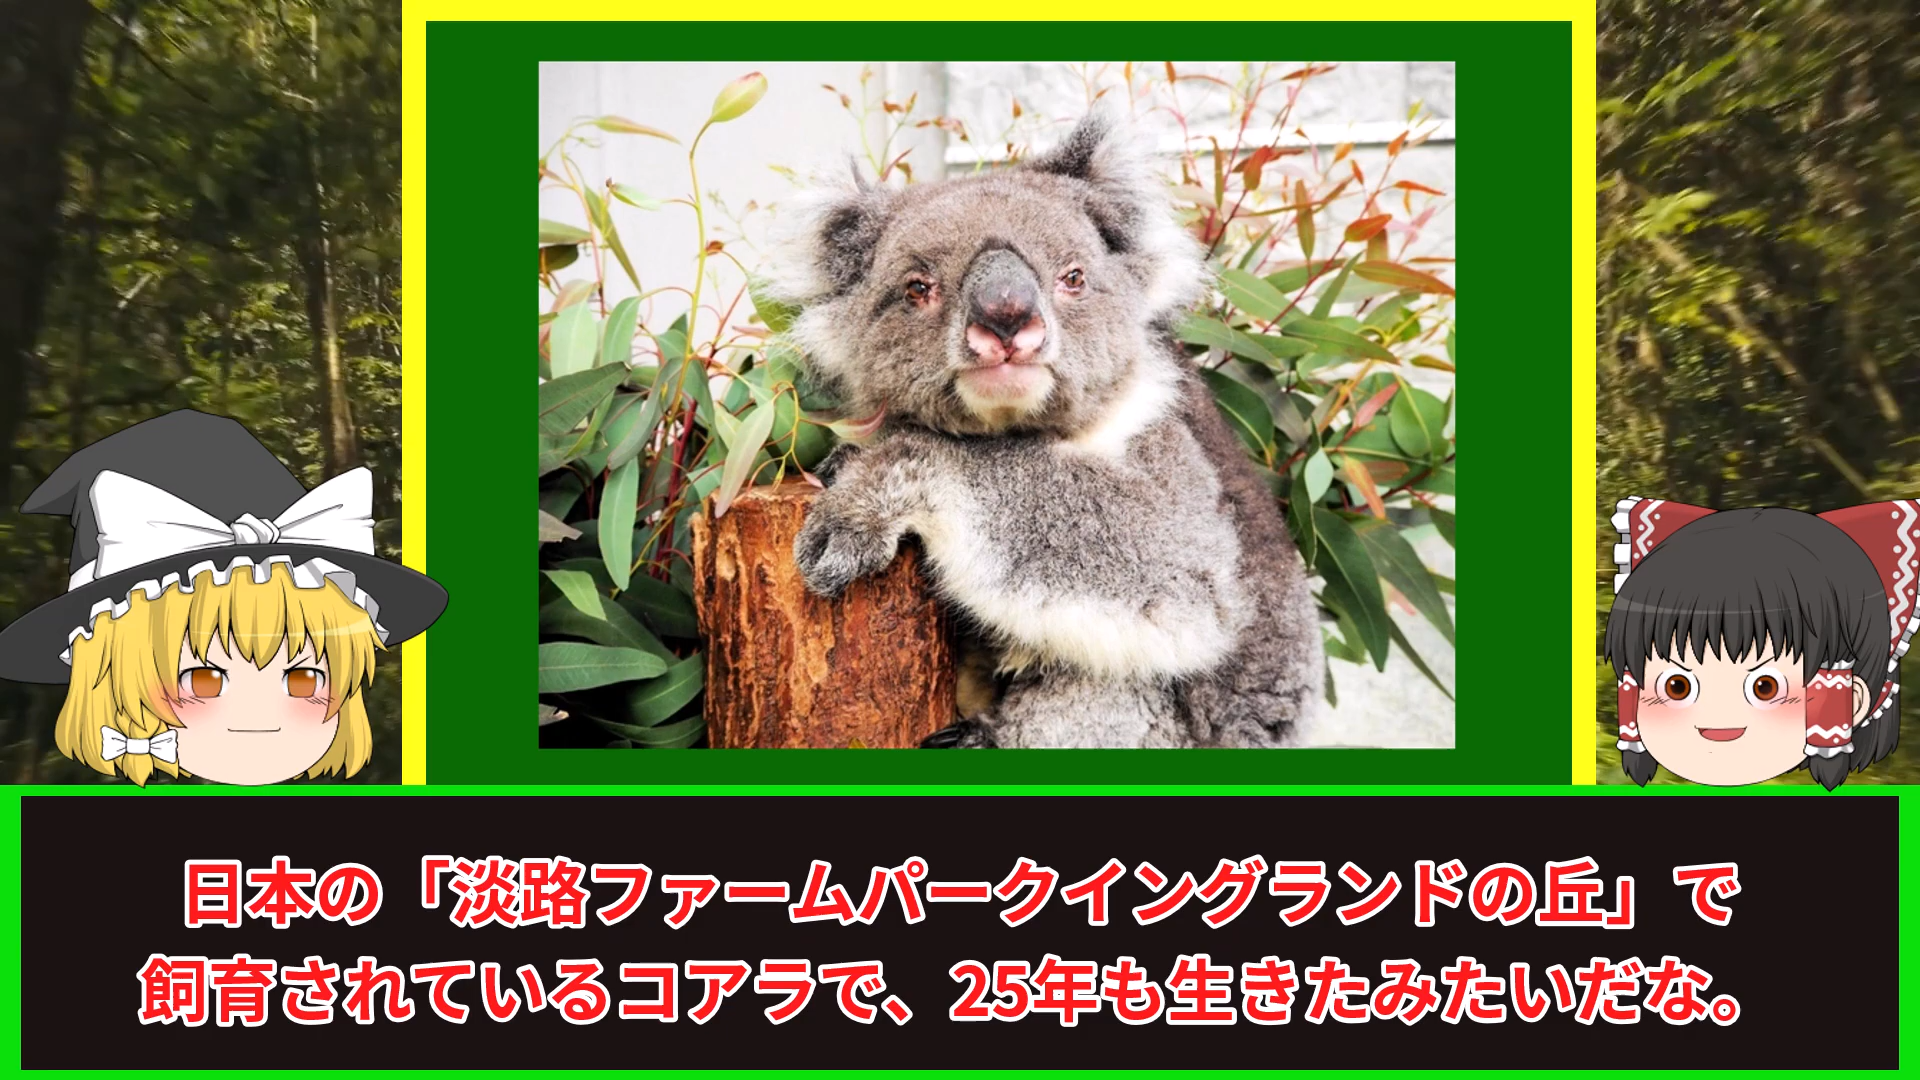 日本の「淡路ファームパークイングランドの丘」で
飼育されているコアラで、25年も生きたみたいだな。